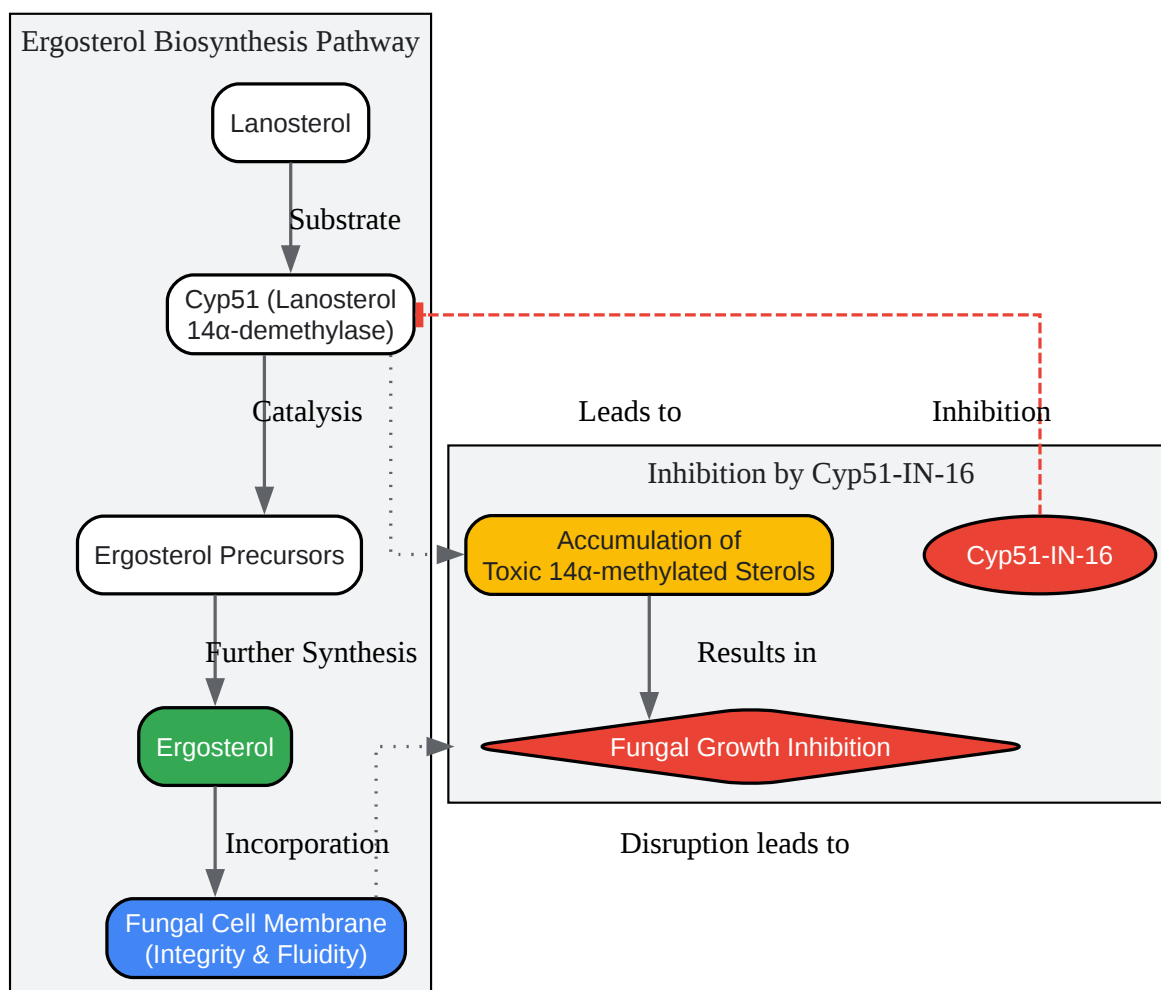 Ergosterol Biosynthesis Pathway
Lanosterol
Substrate
Cyp51 (Lanosterol
14α-demethylase)
Catalysis
Leads to
Inhibition
Inhibition by Cyp51-IN-16
Ergosterol Precursors
Accumulation of
Toxic 14α-methylated Sterols
Cyp51-IN-16
Further Synthesis
Results in
Ergosterol
Fungal Growth Inhibition
Incorporation
Disruption leads to
Fungal Cell Membrane
(Integrity & Fluidity)